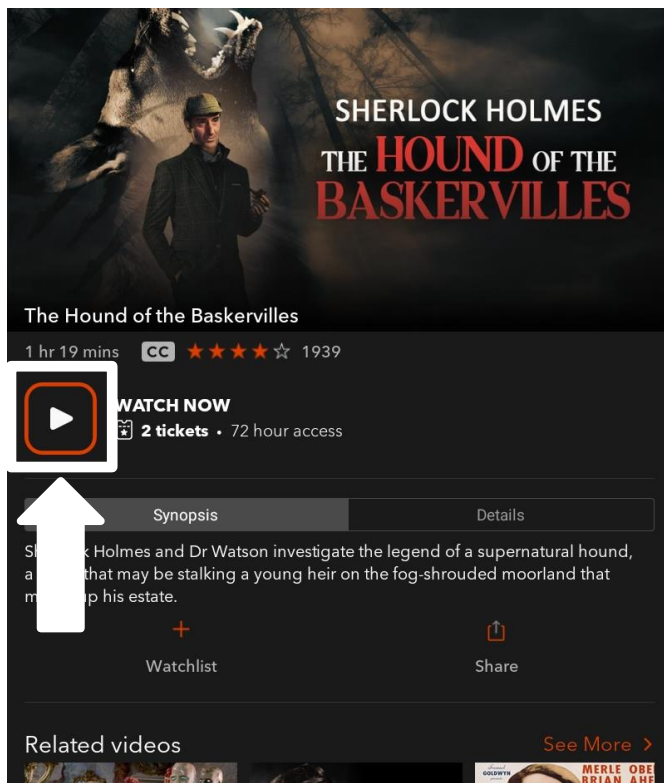 SHERLOCK HOLMES
THE HOUND OF THE
BASKERVILLES
The Hound of the Baskervilles
1 hr 19 mins CC 1939
WATCH NOW
2 tickets • 72 hour access
Synopsis Details
Holmes and Dr Watson investigate the legend of a supernatural hound,
a that may be stalking a young heir on the fog-shrouded moorland that
up his estate.
+
Watchlist Share
Related videos See More >
GOLDWYN MERLE
BRIAN